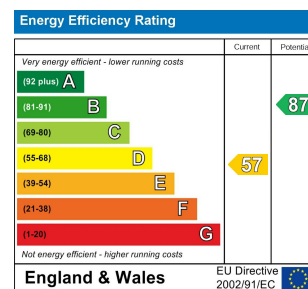 Energy Efficiency Rating
Current Potentia
Very energy efficient - lower running costs
(92 plus) A
(81-91) B 87
(69-80) C
(55-68) D 57
(39-54) E
(21-38) F
(1-20) G
Not energy efficient - higher running costs
England & Wales
EU Directive
2002/91/EC